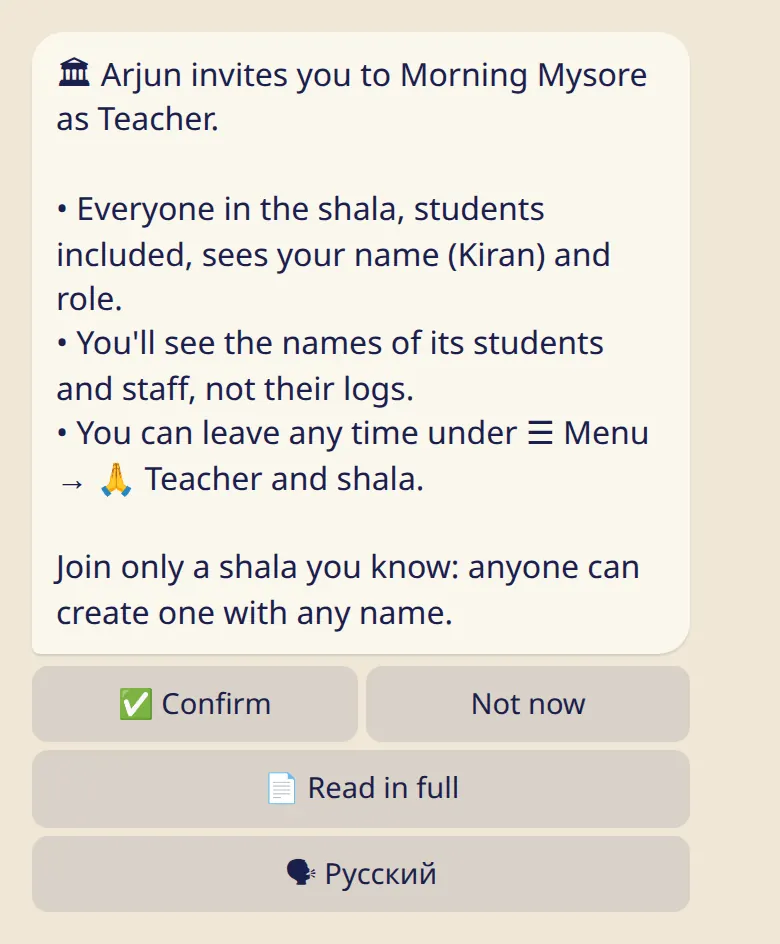 🏛 Arjun invites you to Morning Mysore
as Teacher.
• Everyone in the shala, students
included, sees your name (Kiran) and
role.
• You'll see the names of its students
and staff, not their logs.
• You can leave any time under ☰ Menu
→ 🙏 Teacher and shala.
Join only a shala you know: anyone can
create one with any name.
✅ Confirm
Not now
📄 Read in full
🗣 Русский